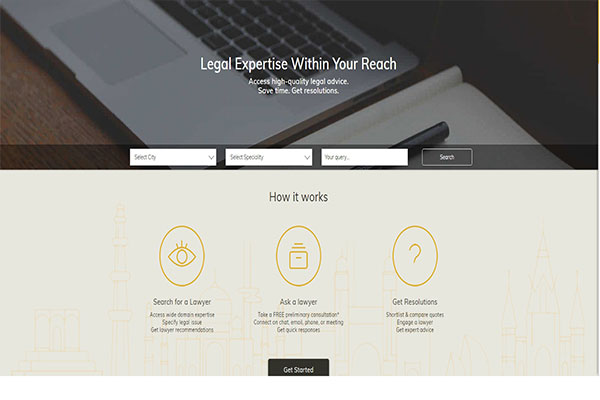 Legal Expertise Within Your Reach
Access high-quality legal advice.
Save time. Get resolutions.
Select City
Select Speciality
Your query...
Search
How it works
Search for a Lawyer
Access wide domain expertise
Specify legal issue
Get lawyer recommendations
Ask a lawyer
Take a FREE preliminary consultation*
Connect on chat, email, phone, or meeting
Get quick responses
Get Resolutions
Shortlist & compare quotes
Engage a lawyer
Get expert advice
Get Started